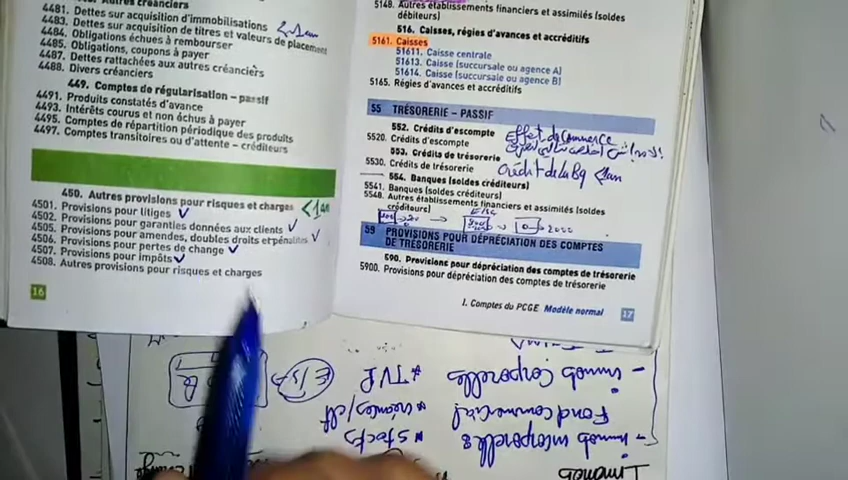 4481. Dettes sur acquisition d'immobilisations
4483. Dettes sur acquisition de titres et valeurs de placement
4484. Obligations échues à rembourser
4485. Obligations, coupons à payer
4487. Dettes rattachées aux autres créanciers
4488. Divers créanciers
449. Comptes de régularisation – passif
4491. Produits constatés d'avance
4493. Intérêts courus et non échus à payer
4495. Comptes de répartition périodique des produits
4497. Comptes transitoires ou d'attente – créditeurs
450. Autres provisions pour risques et charges
4501. Provisions pour litiges
4502. Provisions pour garanties données aux clients
4505. Provisions pour amendes, doubles droits et pénalités
4506. Provisions pour pertes de change
4507. Provisions pour impôts
4508. Autres provisions pour risques et charges
16
5148. Autres établissements financiers et assimilés (soldes
débiteurs)
516. Caisses, régies d'avances et accréditifs
5161. Caisses
51611. Caisse centrale
51613. Caisse (succursale ou agence A)
51614. Caisse (succursale ou agence B)
5165. Régies d'avances et accréditifs
55 TRÉSORERIE – PASSIF
552. Crédits d'escompte
Effet de commerce
5520. Crédits d'escompte
553. Crédits de trésorerie
5530. Crédits de trésorerie
Crédit de la Bq < 1an
554. Banques (soldes créditeurs)
5541. Banques (soldes créditeurs)
5548. Autres établissements financiers et assimilés (soldes
créditeurs)
59 PROVISIONS POUR DÉPRÉCIATION DES COMPTES
DE TRÉSORERIE
590. Provisions pour dépréciation des comptes de trésorerie
5900. Provisions pour dépréciation des comptes de trésorerie
I. Comptes du PCGE Modèle normal 17
* TVP
* créances/clt
* stocks
- immob corporelles
Fond commercial
- immob incorporelles